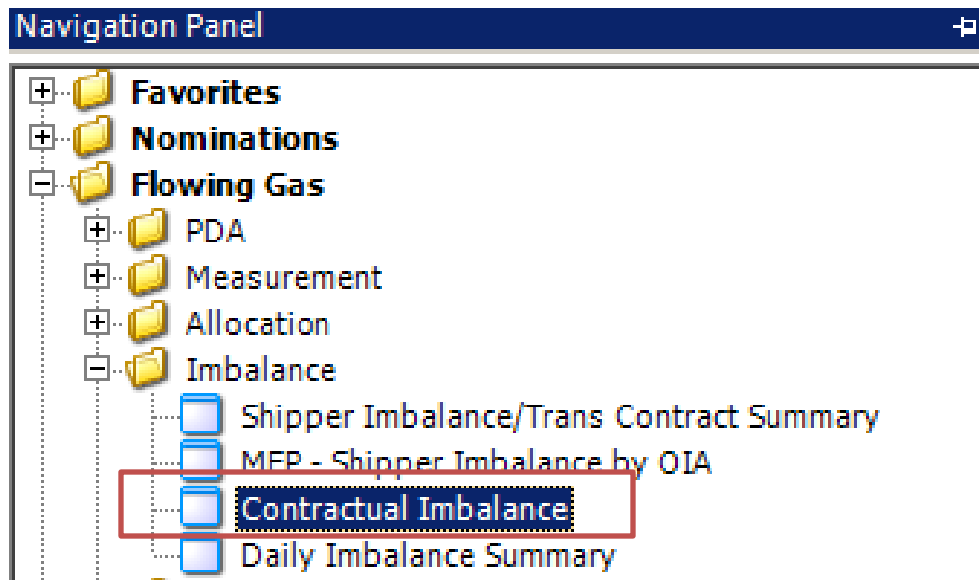 Navigation Panel
Favorites
Nominations
Flowing Gas
PDA
Measurement
Allocation
Imbalance
Shipper Imbalance/Trans Contract Summary
MEP - Shipper Imbalance by OIA
Contractual Imbalance
Daily Imbalance Summary